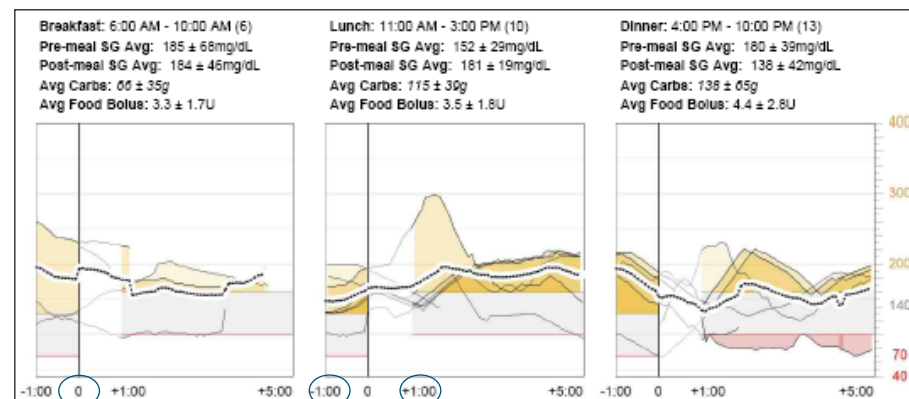 Breakfast: 6:00 AM - 10:00 AM (6)
Pre-meal SG Avg: 185 ± 68mg/dL
Post-meal SG Avg: 184 ± 46mg/dL
Avg Carbs: 66 ± 35g
Avg Food Bolus: 3.3 ± 1.7U
Lunch: 11:00 AM - 3:00 PM (10)
Pre-meal SG Avg: 152 ± 29mg/dL
Post-meal SG Avg: 181 ± 19mg/dL
Avg Carbs: 115 ± 39g
Avg Food Bolus: 3.5 ± 1.8U
Dinner: 4:00 PM - 10:00 PM (13)
Pre-meal SG Avg: 180 ± 39mg/dL
Post-meal SG Avg: 138 ± 42mg/dL
Avg Carbs: 138 ± 65g
Avg Food Bolus: 4.4 ± 2.8U
400
300
200
140
70
40
-1:00 0 +1:00 +5:00
-1:00 0 +1:00 +5:00
-1:00 0 +1:00 +5:00